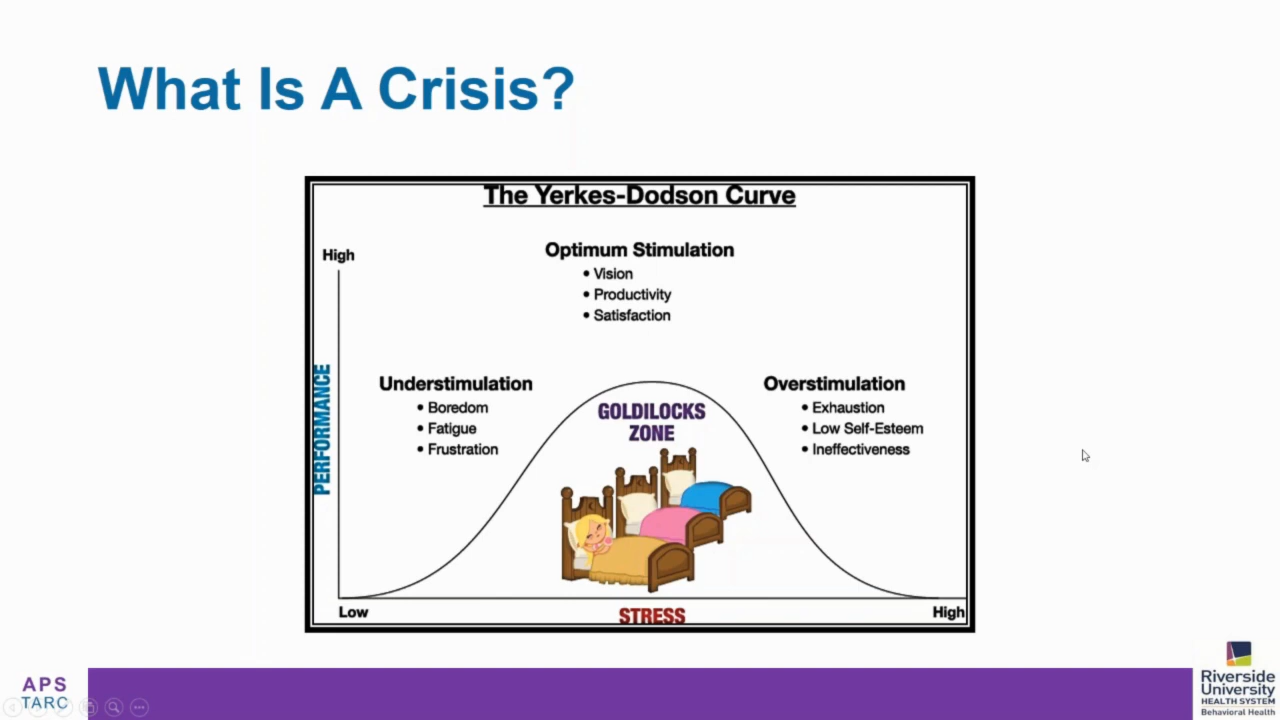 What Is A Crisis?
The Yerkes-Dodson Curve
High
Optimum Stimulation
• Vision
• Productivity
• Satisfaction
PERFORMANCE
Understimulation
• Boredom
• Fatigue
• Frustration
GOLDILOCKS
ZONE
Overstimulation
• Exhaustion
• Low Self-Esteem
• Ineffectiveness
Low
STRESS
High
APS
TARC
Riverside
University
HEALTH SYSTEM
Behavioral Health